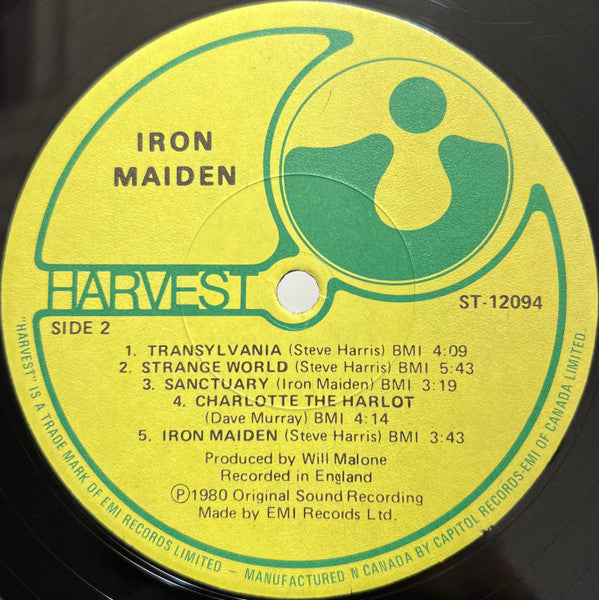 IRON
MAIDEN
HARVEST
ST-12094
SIDE 2
1. TRANSYLVANIA (Steve Harris) BMI 4:09
2. STRANGE WORLD (Steve Harris) BMI 5:43
3. SANCTUARY (Iron Maiden) BMI 3:19
4. CHARLOTTE THE HARLOT
(Dave Murray) BMI 4:14
5. IRON MAIDEN (Steve Harris) BMI 3:43
Produced by Will Malone
Recorded in England
Ⓟ1980 Original Sound Recording
Made by EMI Records Ltd.
"HARVEST" IS A TRADE MARK OF EMI RECORDS LIMITED – MANUFACTURED N CANADA BY CAPITOL RECORDS-EMI OF CANADA LIMITED.